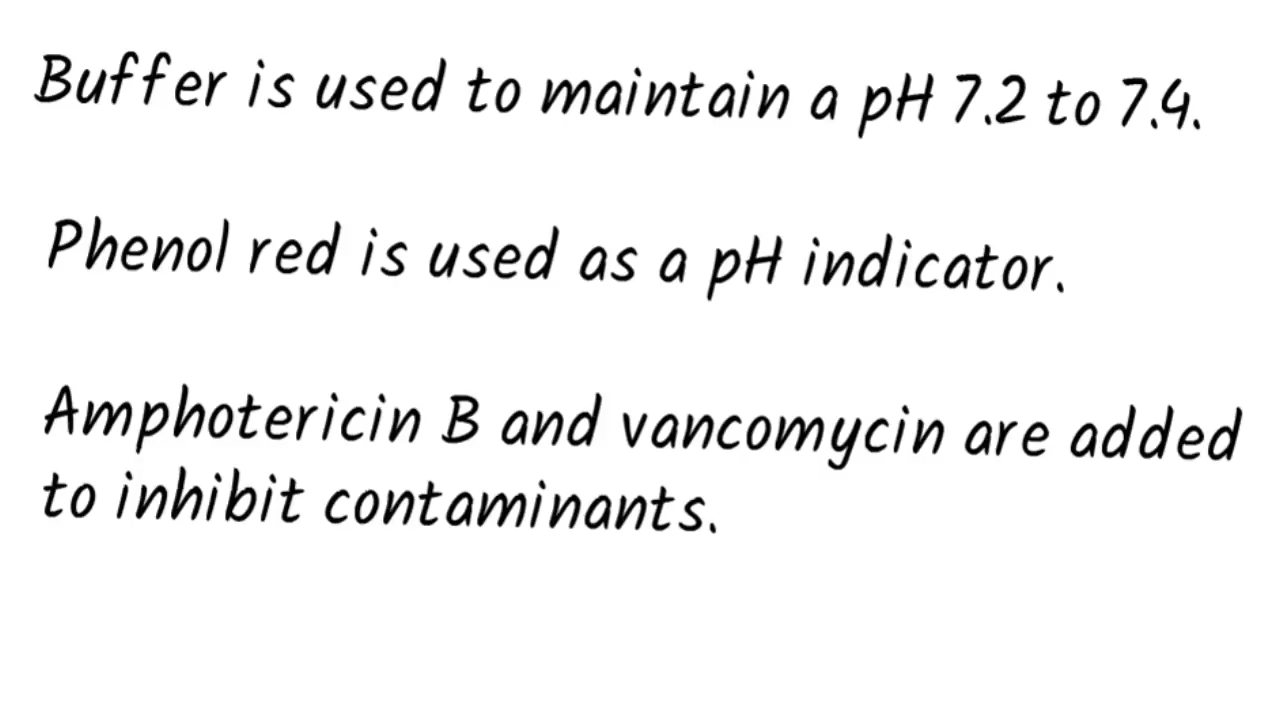 Buffer is used to maintain a pH 7.2 to 7.4.
Phenol red is used as a pH indicator.
Amphotericin B and vancomycin are added
to inhibit contaminants.